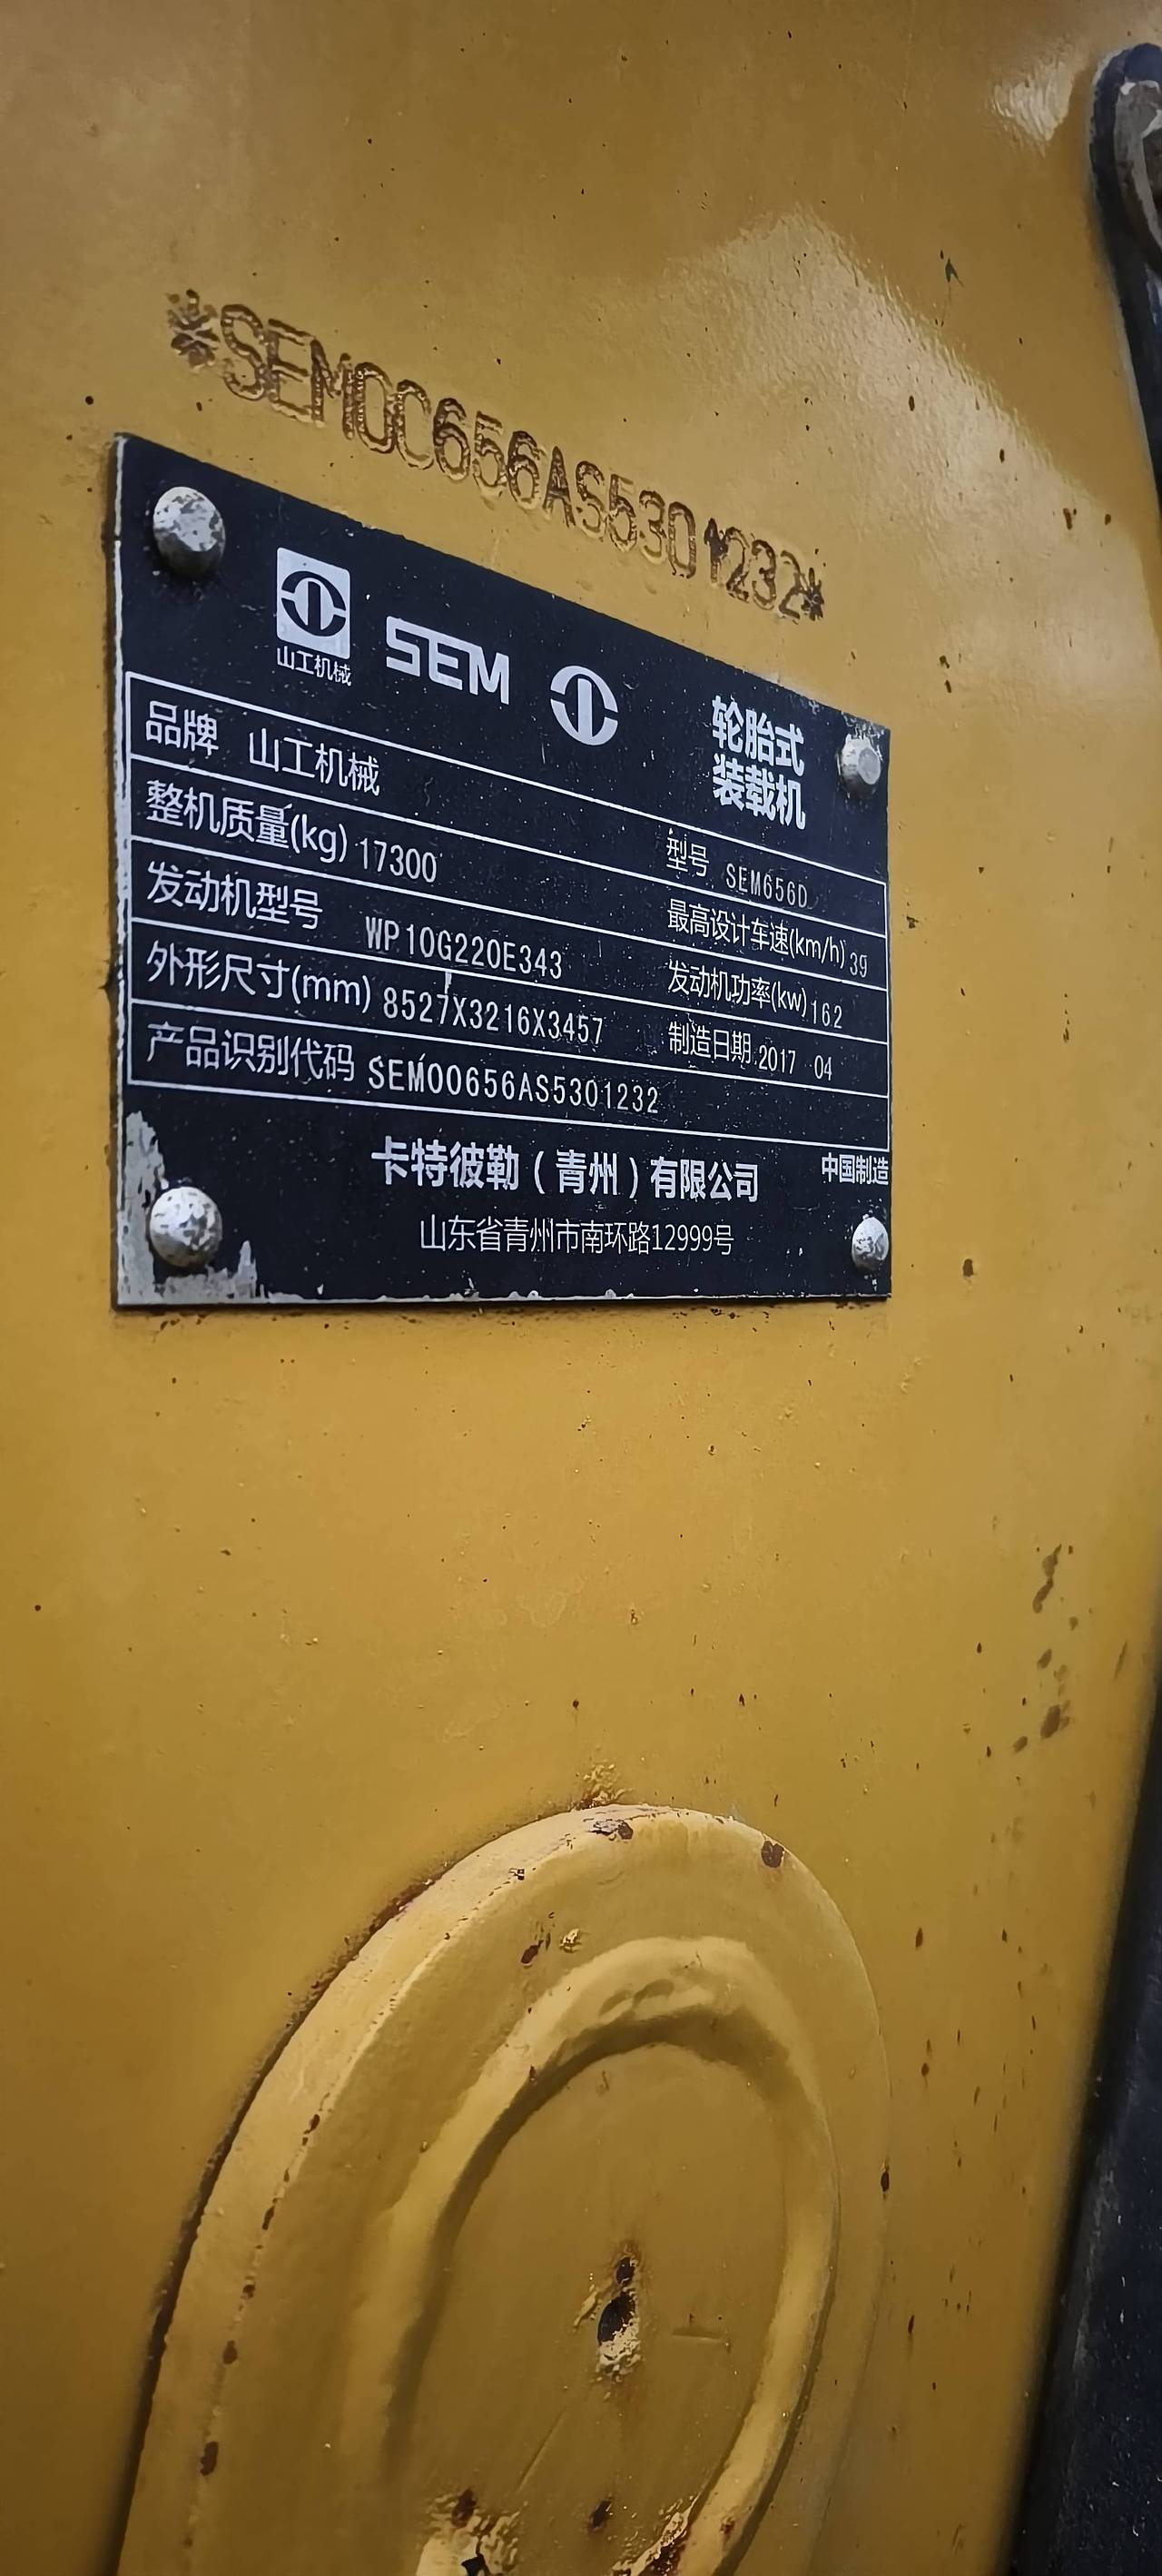 *SEM0C656AS5301232*
山工机械
SEM
轮胎式
装载机
品牌 山工机械
型号 SEM656D
整机质量(kg) 17300
最高设计车速(km/h) 39
发动机型号 WP10G220E343
发动机功率(kw) 162
外形尺寸(mm) 8527X3216X3457
制造日期 2017 04
产品识别代码 SEM00656AS5301232
卡特彼勒(青州)有限公司
中国制造
山东省青州市南环路12999号